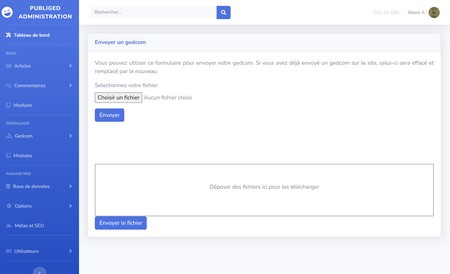 PUBLIGED
ADMINISTRATION
Rechercher...
Voir le site
Alexis A.
Tableau de bord
BLOG
Articles
Commentaires
Modules
GÉNÉALOGIE
Gedcom
Modules
PARAMÈTRES
Base de données
Options
Métas et SEO
Utilisateurs
Envoyer un gedcom
Vous pouvez utiliser ce formulaire pour envoyer votre gedcom. Si vous avez déjà envoyé un gedcom sur le site, celui-ci sera effacé et
remplacé par le nouveau.
Selectionnez votre fichier
Choisir un fichier Aucun fichier choisi
Envoyer
Déposer des fichiers ici pour les télécharger
Envoyer le fichier